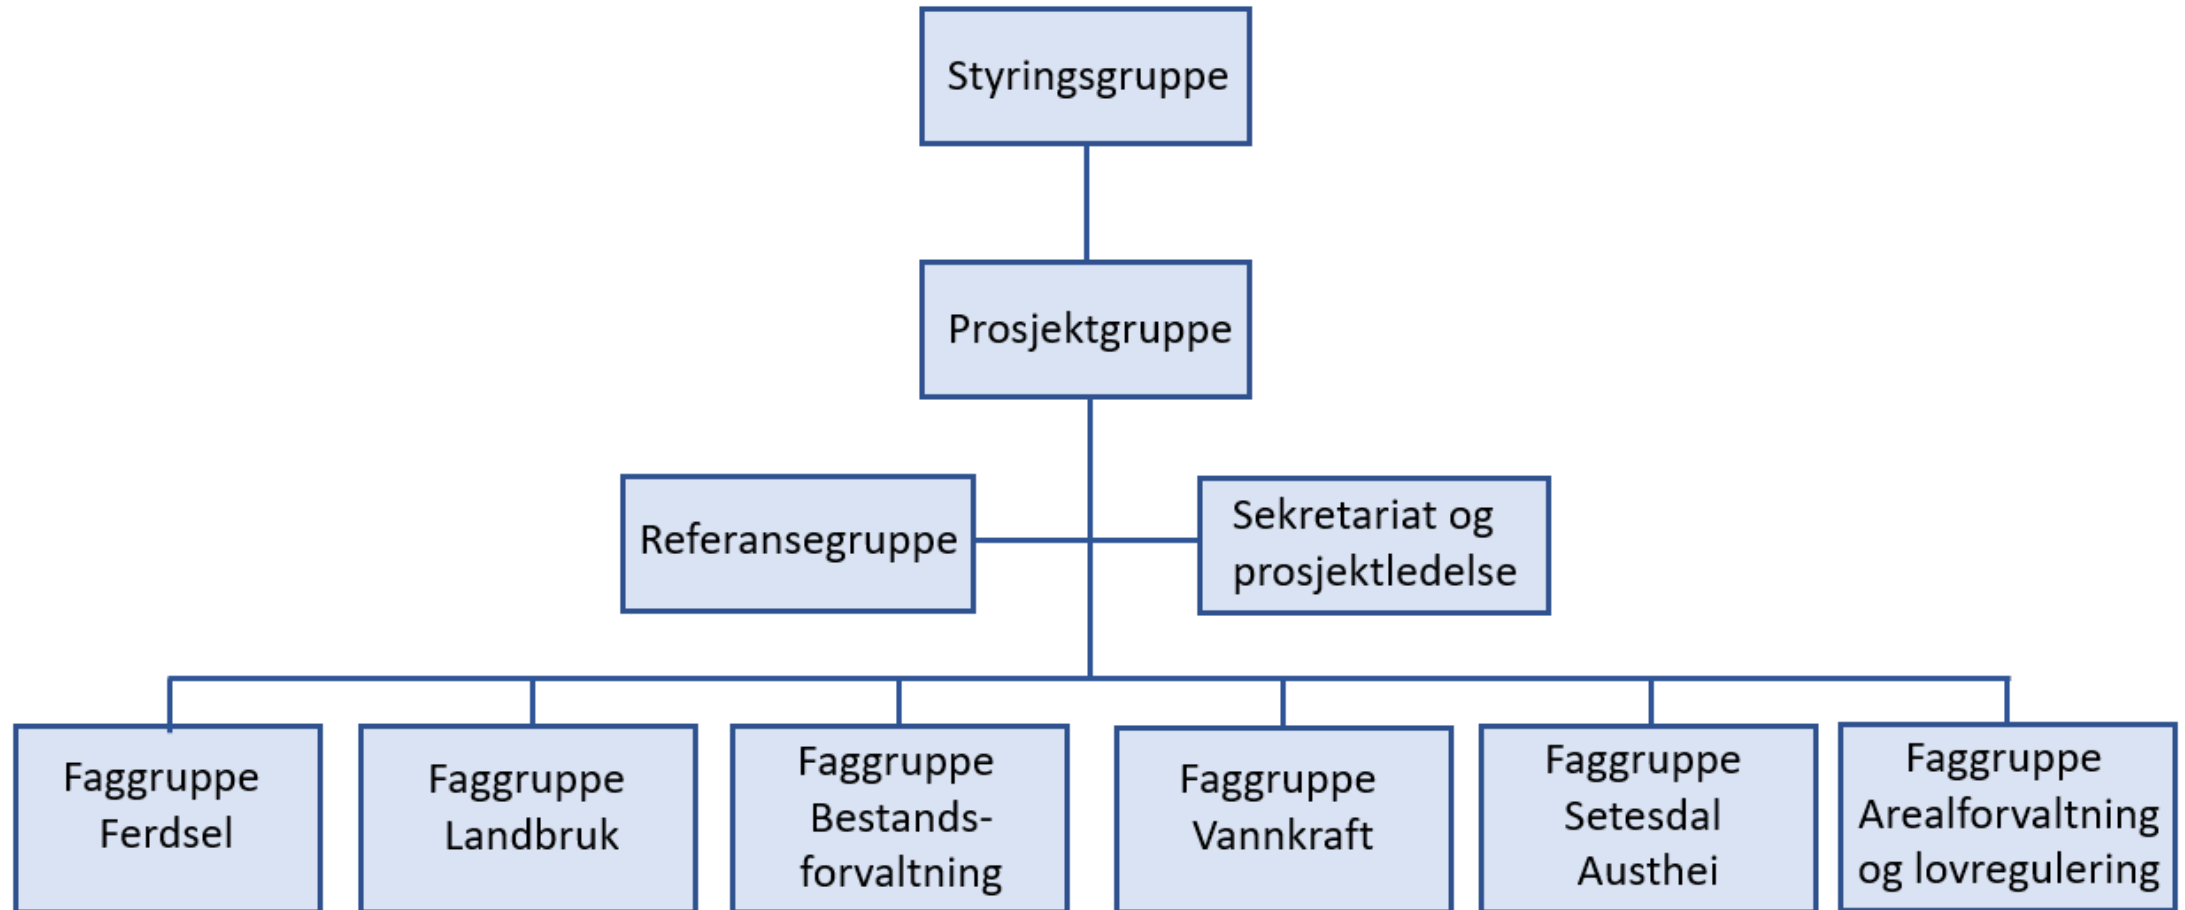 Styringsgruppe
Prosjektgruppe
Referansegruppe
Sekretariat og
prosjektledelse
Faggruppe
Ferdsel
Faggruppe
Landbruk
Faggruppe
Bestands-
forvaltning
Faggruppe
Vannkraft
Faggruppe
Setesdal
Austhei
Faggruppe
Arealforvaltning
og lovregulering